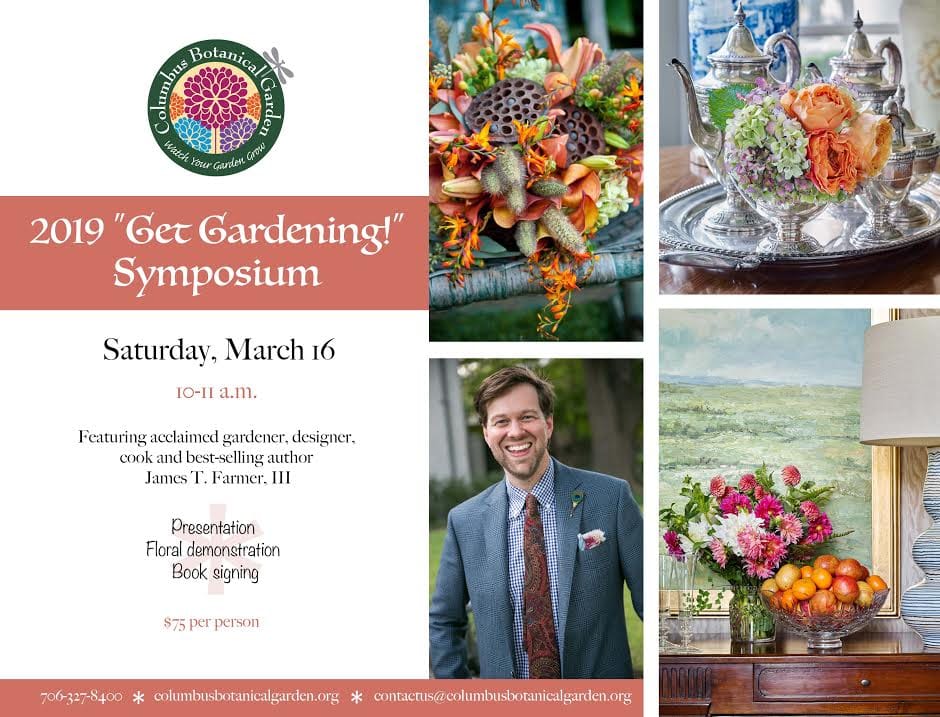 Columbus Botanical Garden
Watch Your Garden Grow
2019 "Get Gardening!"
Symposium
Saturday, March 16
10-11 a.m.
Featuring acclaimed gardener, designer,
cook and best-selling author
James T. Farmer, III
Presentation
Floral demonstration
Book signing
$75 per person
706-327-8400 * columbusbotanicalgarden.org * contactus@columbusbotanicalgarden.org